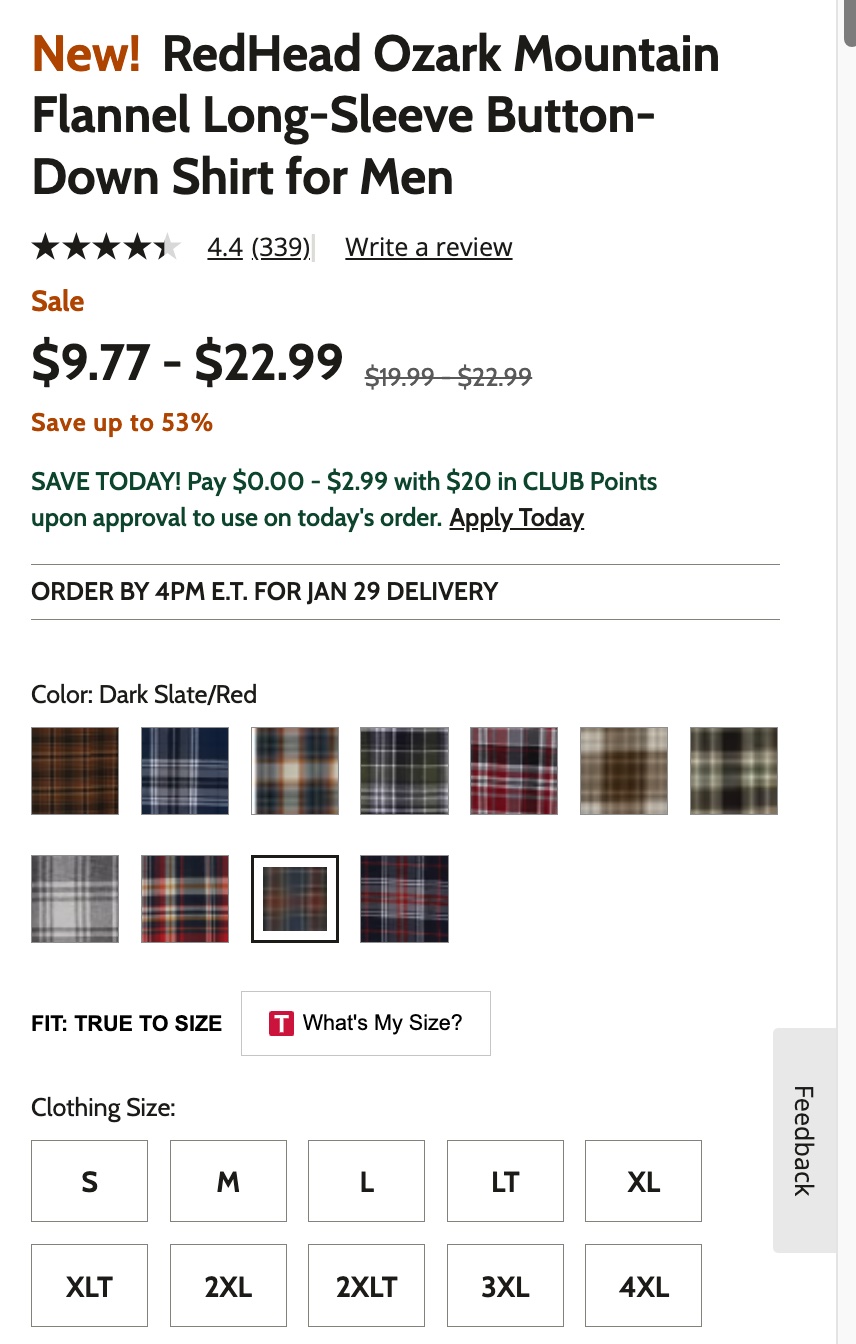 New! RedHead Ozark Mountain
Flannel Long-Sleeve Button-
Down Shirt for Men
4.4 (339) Write a review
Sale
$9.77 - $22.99 $19.99 - $22.99
Save up to 53%
SAVE TODAY! Pay $0.00 - $2.99 with $20 in CLUB Points
upon approval to use on today's order. Apply Today
ORDER BY 4PM E.T. FOR JAN 29 DELIVERY
Color: Dark Slate/Red
FIT: TRUE TO SIZE T What's My Size?
Feedback
Clothing Size:
S M L LT XL
XLT 2XL 2XLT 3XL 4XL